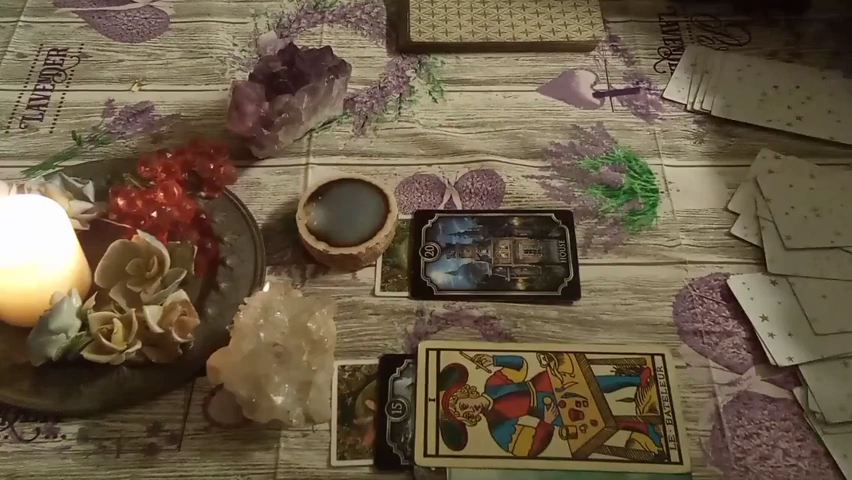 LAVENDER
20
HOUSE
15
I
LE·BATELEUR